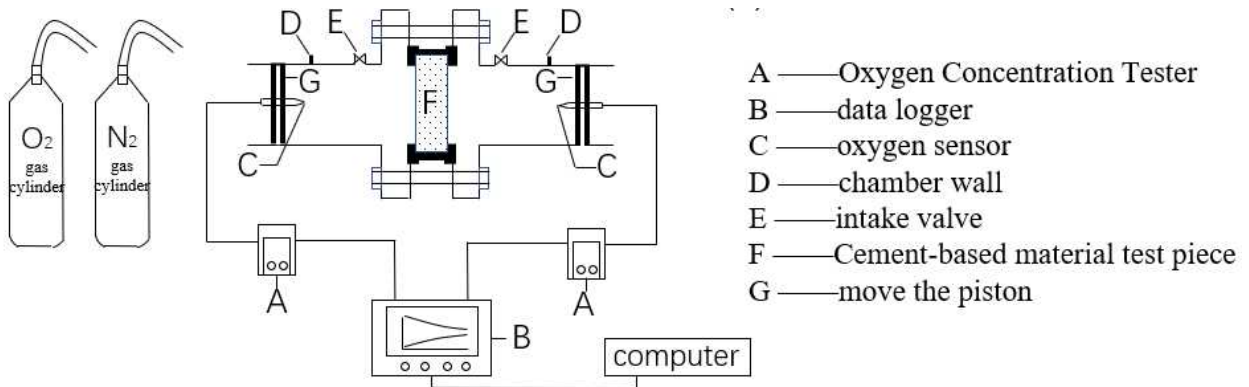 D E E D
G G
F
O2
gas
cylinder
N2
gas
cylinder
C C
A A
B
computer
A ——Oxygen Concentration Tester
B ——data logger
C ——oxygen sensor
D ——chamber wall
E ——intake valve
F ——Cement-based material test piece
G ——move the piston